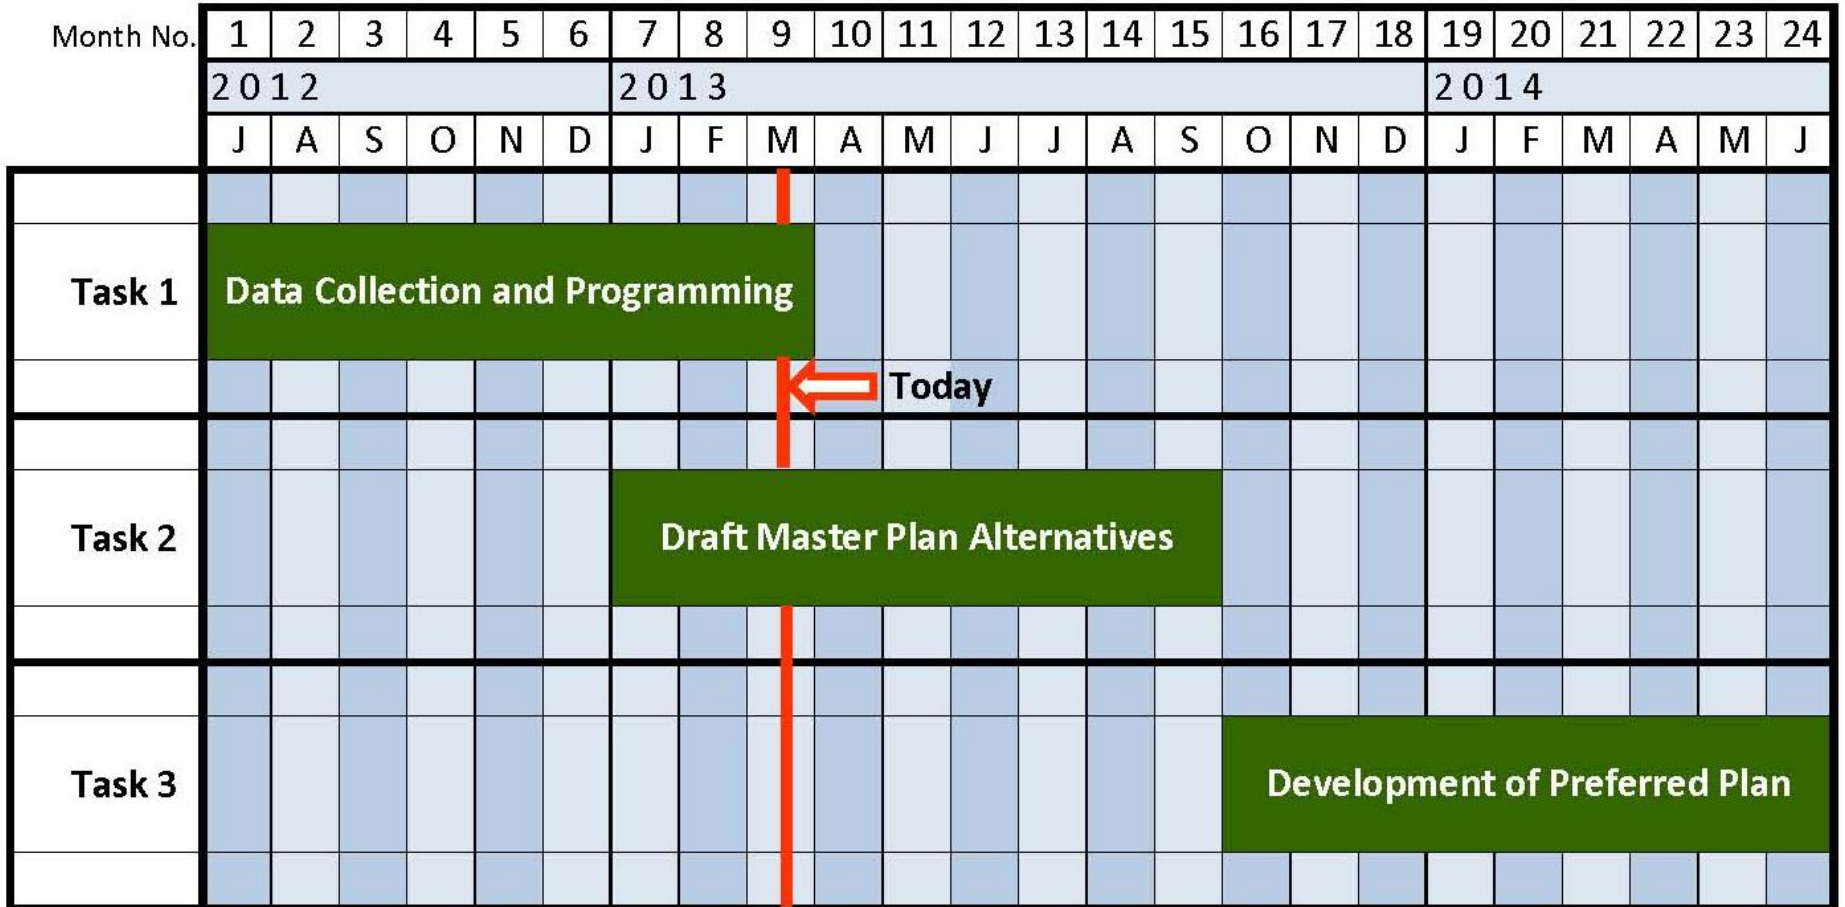 Month No. 1 2 3 4 5 6 7 8 9 10 11 12 13 14 15 16 17 18 19 20 21 22 23 24
2012 2013 2014
J A S O N D J F M A M J J A S O N D J F M A M J
Task 1 Data Collection and Programming
Today
Task 2 Draft Master Plan Alternatives
Task 3 Development of Preferred Plan